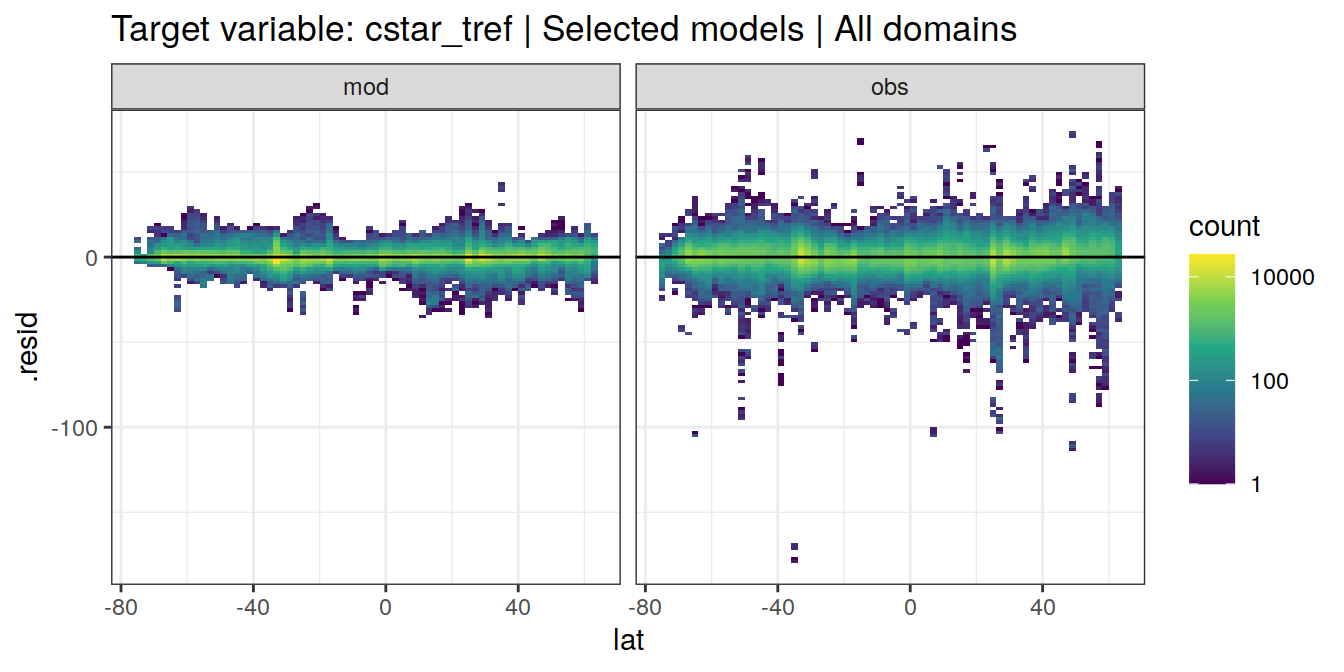 Target variable: cstar_tref | Selected models | All domains
mod
obs
.resid
0
-100
-80
-40
0
40
-80
-40
0
40
lat
count
10000
100
1